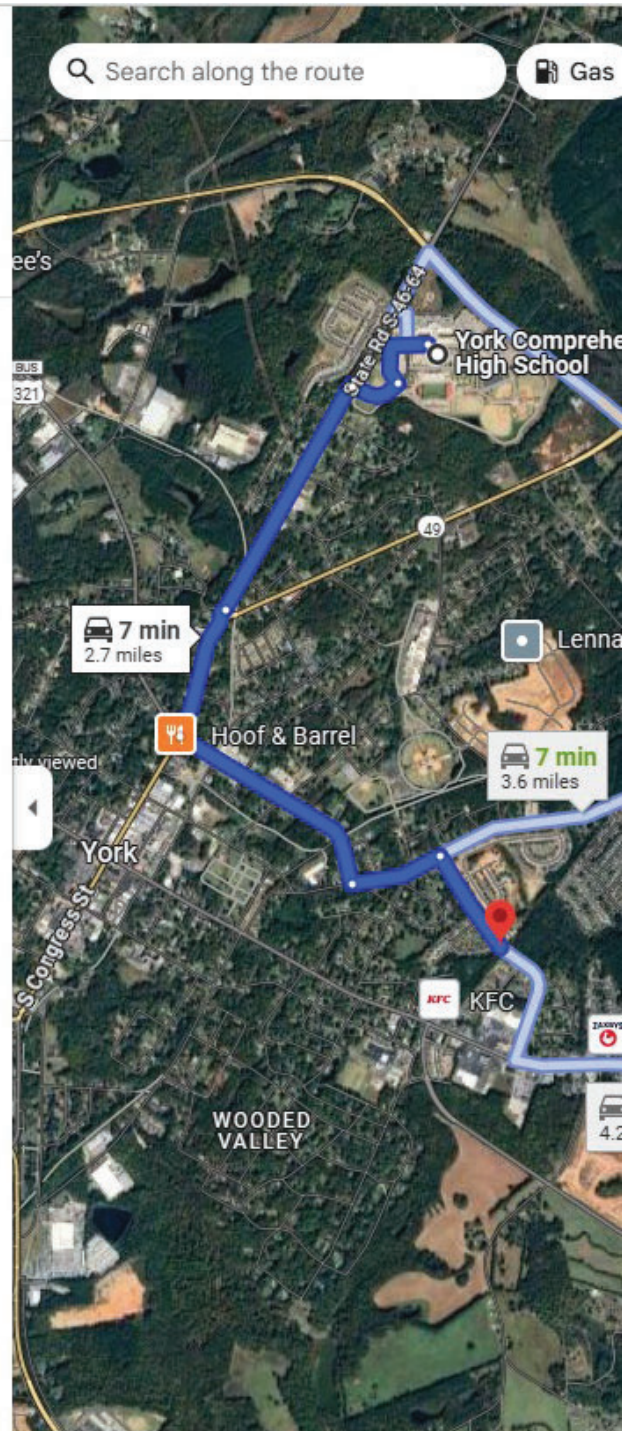 Search along the route
Gas
ee's
State Rd S-46-64
York Comprehe
High School
BUS
321
49
7 min
2.7 miles
Lenna
Hoof & Barrel
tly viewed
7 min
3.6 miles
York
S Congress St
KFC
KFC
ZAXBYS
4.2
WOODED
VALLEY